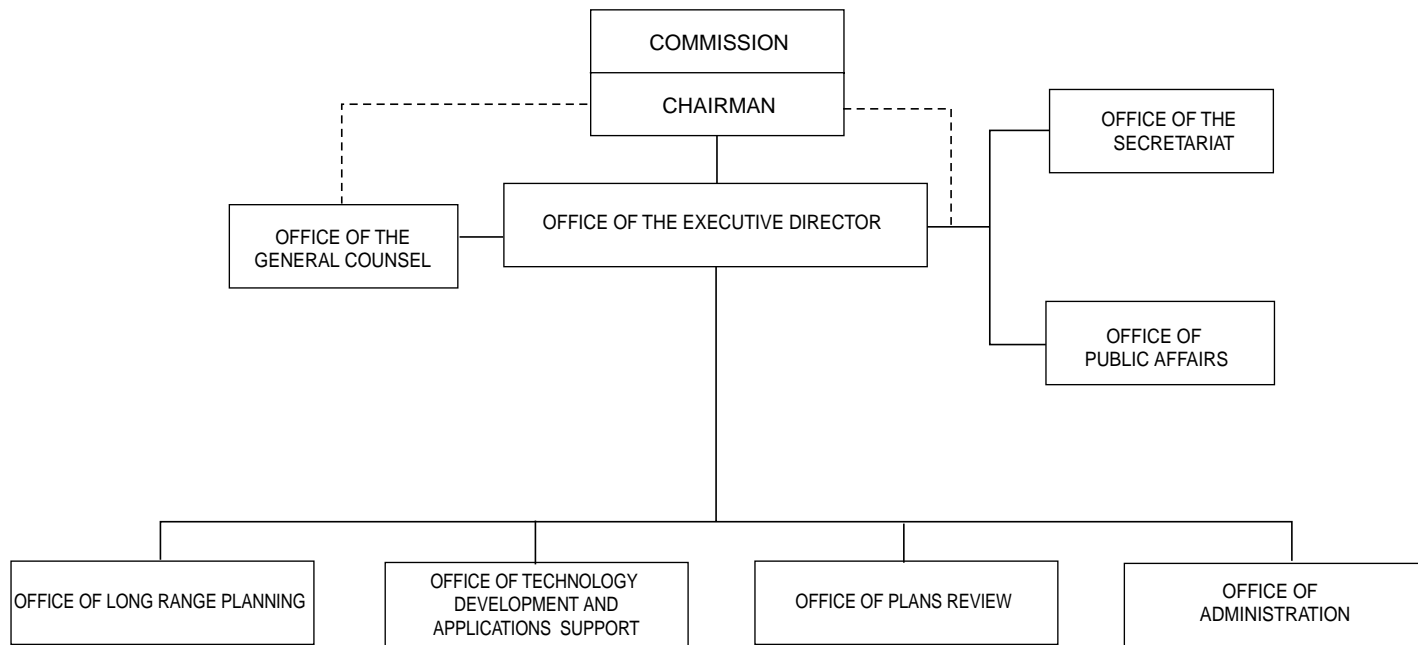 COMMISSION
CHAIRMAN
OFFICE OF THE
SECRETARIAT
OFFICE OF THE EXECUTIVE DIRECTOR
OFFICE OF THE
GENERAL COUNSEL
OFFICE OF
PUBLIC AFFAIRS
OFFICE OF LONG RANGE PLANNING
OFFICE OF TECHNOLOGY
DEVELOPMENT AND
APPLICATIONS SUPPORT
OFFICE OF PLANS REVIEW
OFFICE OF
ADMINISTRATION